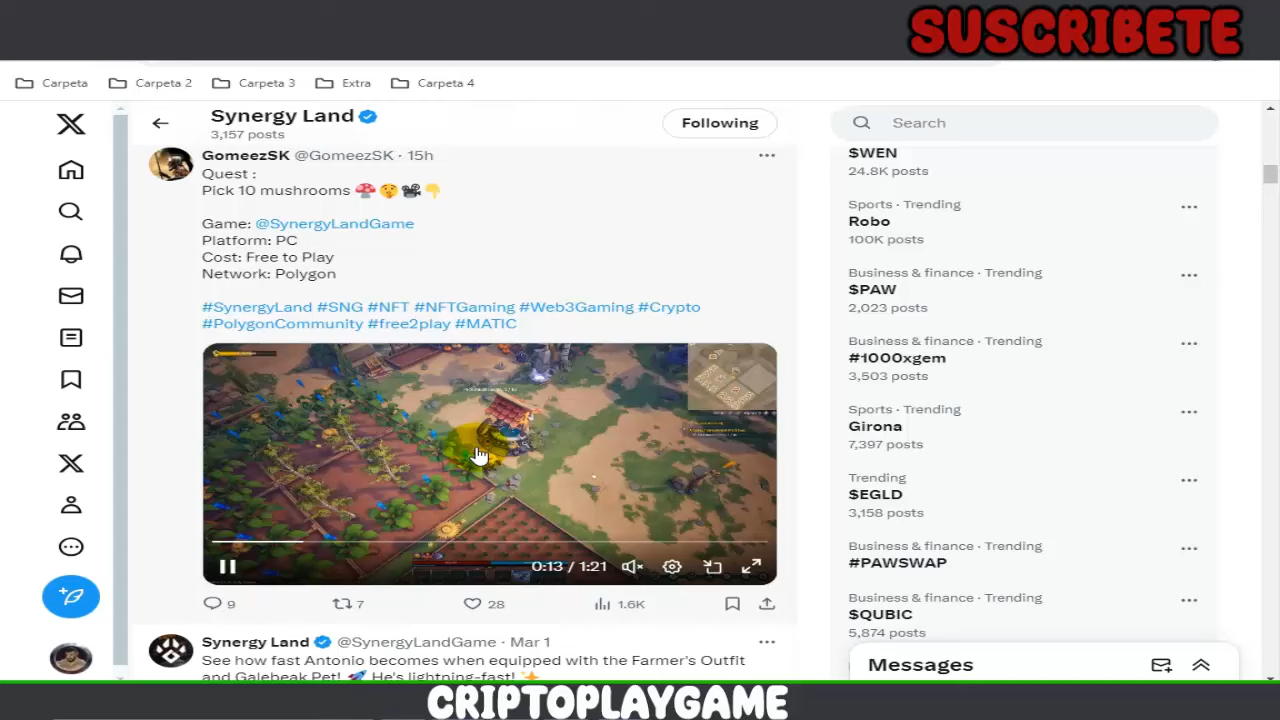 SUSCRIBETE
Carpeta
Carpeta 2
Carpeta 3
Extra
Carpeta 4
Synergy Land
3,157 posts
Following
Search
GomeezSK @GomeezSK · 15h
Quest :
Pick 10 mushrooms 🍄🤫🎥👇
Game: @SynergyLandGame
Platform: PC
Cost: Free to Play
Network: Polygon
#SynergyLand #SNG #NFT #NFTGaming #Web3Gaming #Crypto
#PolygonCommunity #free2play #MATIC
0:13 / 1:21
9
7
28
1.6K
Synergy Land @SynergyLandGame · Mar 1
See how fast Antonio becomes when equipped with the Farmer's Outfit
and Galebeak Pet! 🚀 He's lightning-fast! ✨
$WEN
24.8K posts
Sports · Trending
Robo
100K posts
Business & finance · Trending
$PAW
2,023 posts
Business & finance · Trending
#1000xgem
3,503 posts
Sports · Trending
Girona
7,397 posts
Trending
$EGLD
3,158 posts
Business & finance · Trending
#PAWSWAP
Business & finance · Trending
$QUBIC
5,874 posts
Messages
CRIPTOPLAYGAME